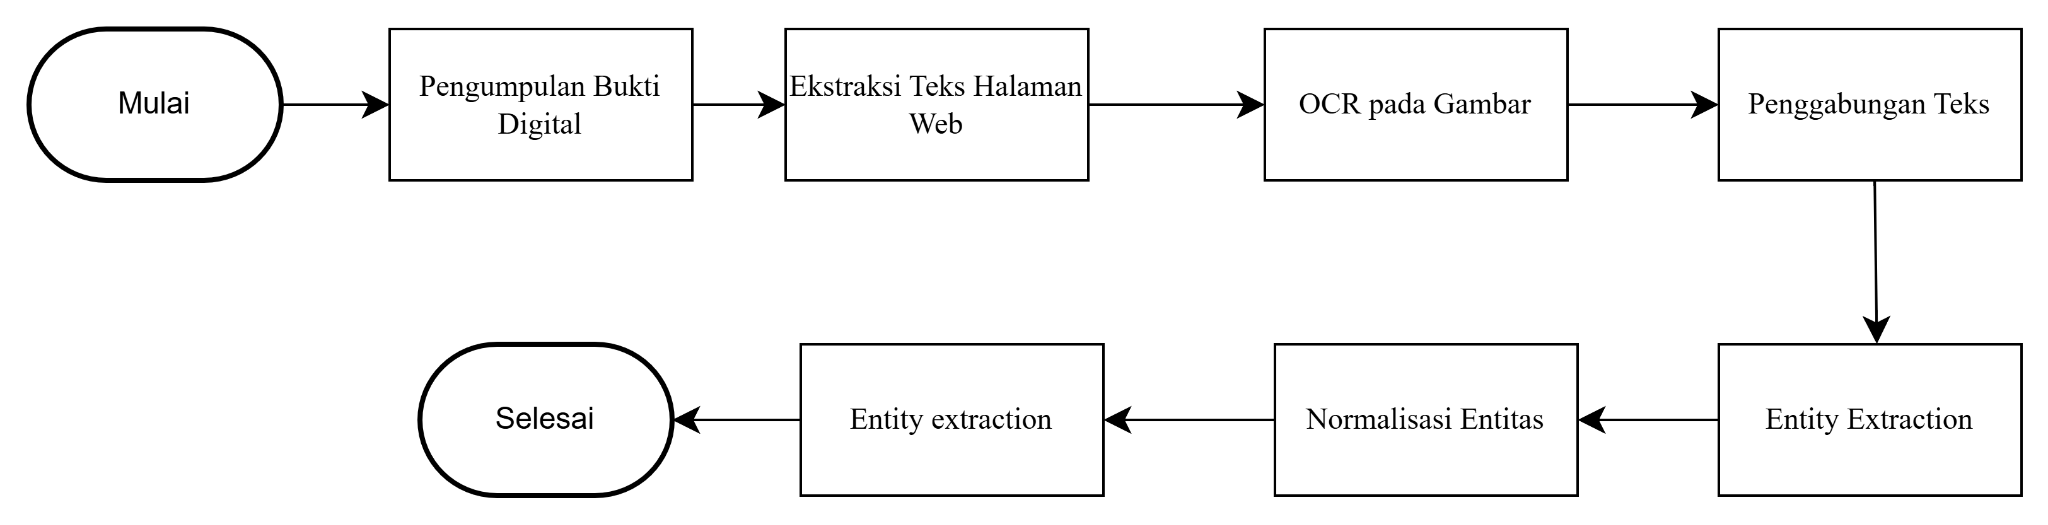 Mulai
Pengumpulan Bukti
Digital
Ekstraksi Teks Halaman
Web
OCR pada Gambar
Penggabungan Teks
Entity Extraction
Normalisasi Entitas
Entity extraction
Selesai